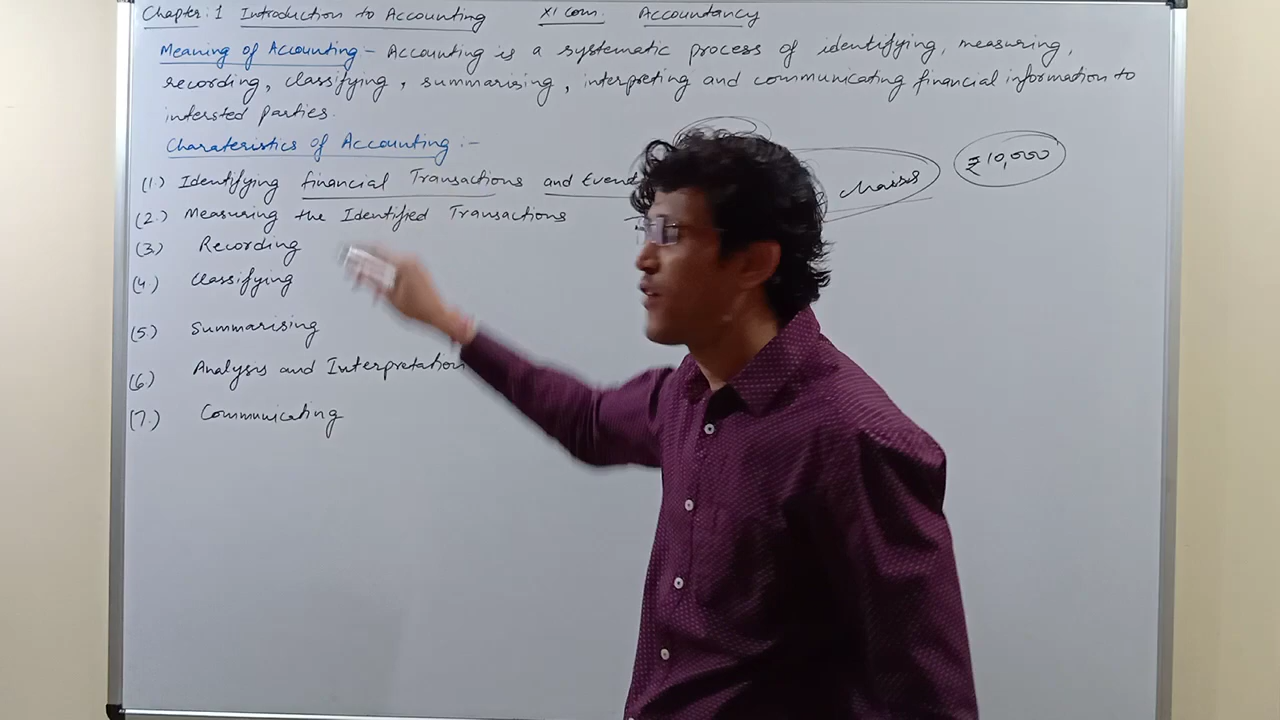 Chapter: 1 Introduction to Accounting XI Com. Accountancy
Meaning of Accounting:- Accounting is a systematic process of identifying, measuring,
recording, classifying, summarising, interpreting and communicating financial information to
intersted parties.
Charateristics of Accounting :-
(1.) Identifying financial Transactions and Event
₹10,000
(2.) Measuring the Identified Transactions
(3.) Recording
(4.) Classifying
(5) Summarising
(6) Analysis and Interpretation
(7.) Communicating